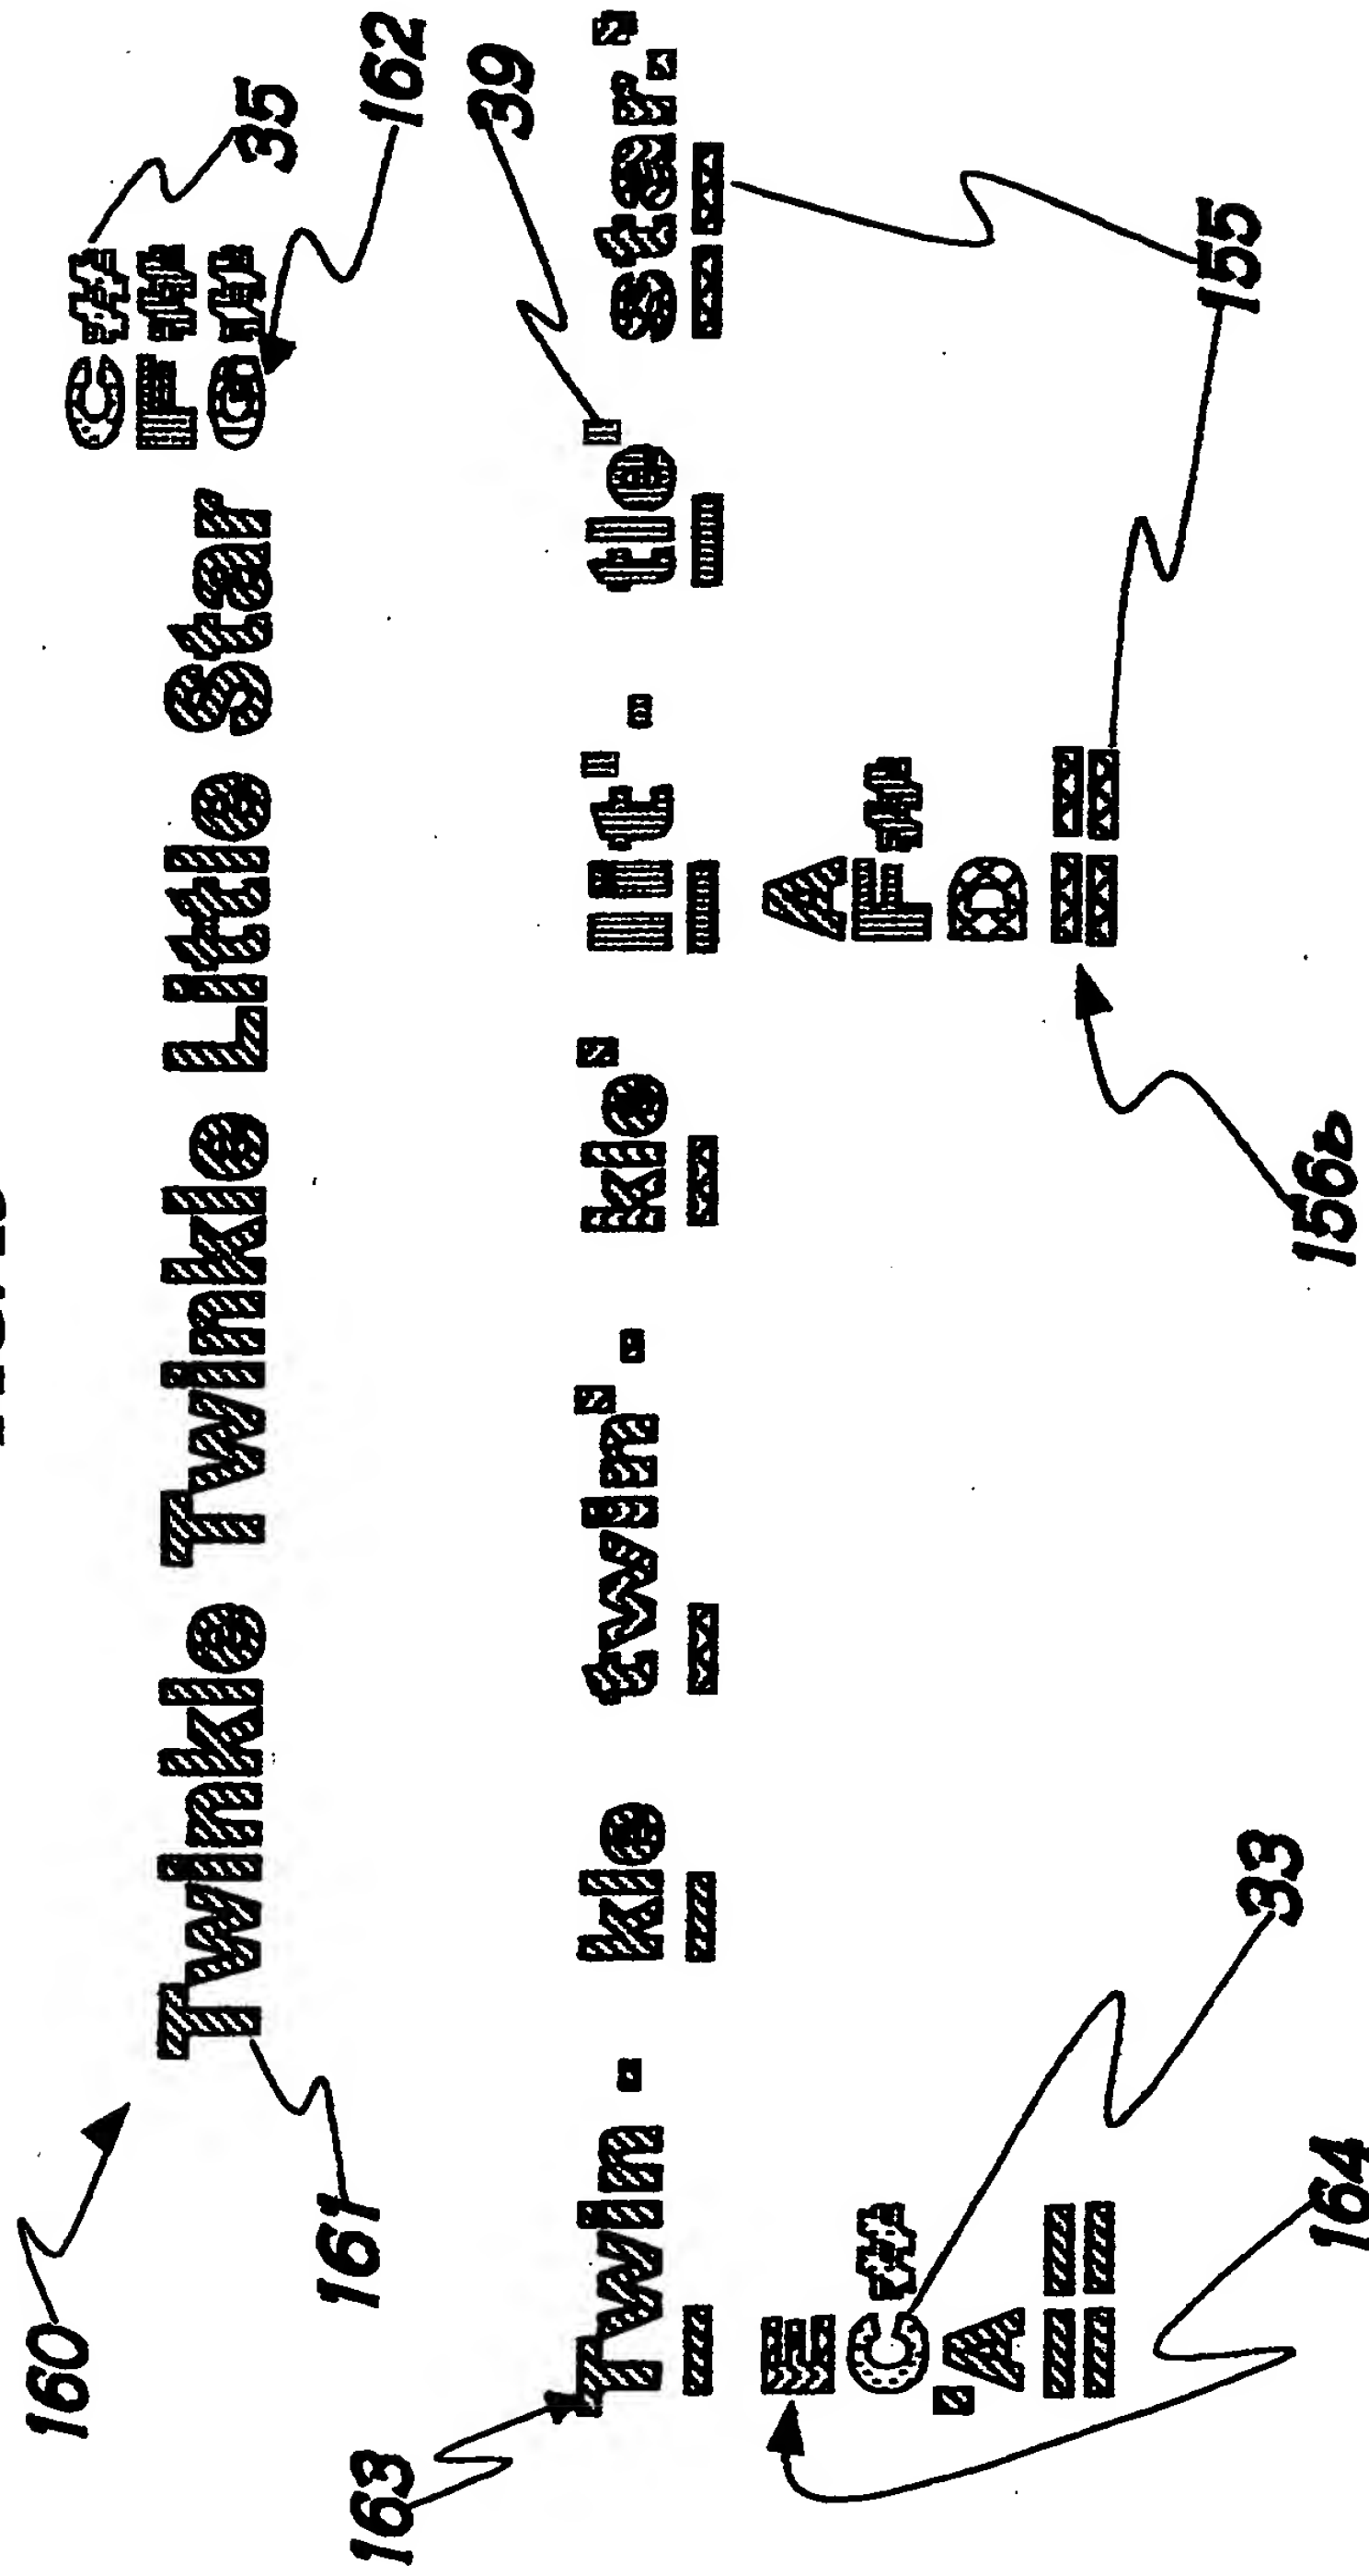 160
C# 35
F#
Twinkle Twinkle Little Star G#
161 162
163 39
Twin - kle twin' - kle' lit' - tle' star.'
E A
C# F#
'A D
33 155
164 156b